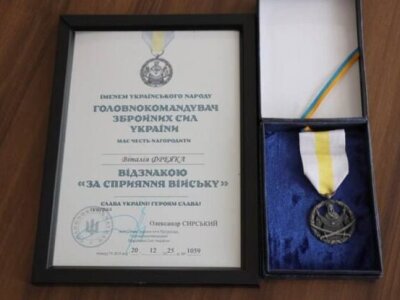 ІМЕНЕМ УКРАЇНСЬКОГО НАРОДУ
ГОЛОВНОКОМАНДУВАЧ
ЗБРОЙНИХ СИЛ
УКРАЇНИ
МАЄ ЧЕСТЬ НАГОРОДИТИ
Віталія
ВІДЗНАКОЮ
«ЗА СПРИЯННЯ ВІЙСЬКУ»
СЛАВА УКРАЇНІ! ГЕРОЯМ СЛАВА!
Олександр СИРСЬКИЙ
20 12 25 1059